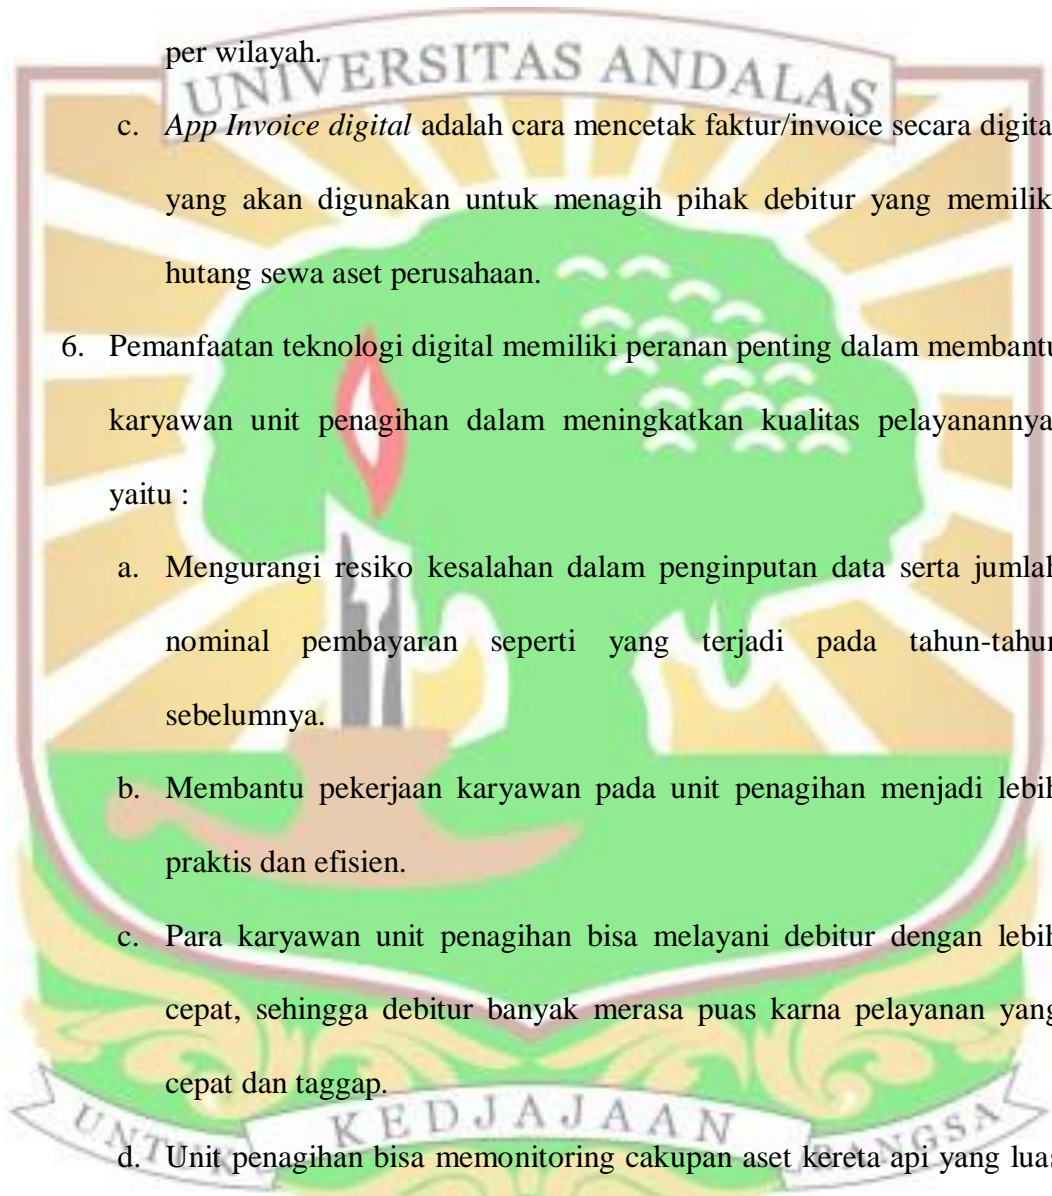 per wilayah.
UNIVERSITAS ANDALAS
c. App Invoice digital adalah cara mencetak faktur/invoice secara digita
yang akan digunakan untuk menagih pihak debitur yang memilik
hutang sewa aset perusahaan.
6. Pemanfaatan teknologi digital memiliki peranan penting dalam membantu
karyawan unit penagihan dalam meningkatkan kualitas pelayanannya
yaitu :
a. Mengurangi resiko kesalahan dalam penginputan data serta jumlah
nominal pembayaran seperti yang terjadi pada tahun-tahun
sebelumnya.
b. Membantu pekerjaan karyawan pada unit penagihan menjadi lebih
praktis dan efisien.
c. Para karyawan unit penagihan bisa melayani debitur dengan lebih
cepat, sehingga debitur banyak merasa puas karna pelayanan yang
cepat dan taggap.
UNTUK KEDJAJAAN BANGSA
d. Unit penagihan bisa memonitoring cakupan aset kereta api yang luas